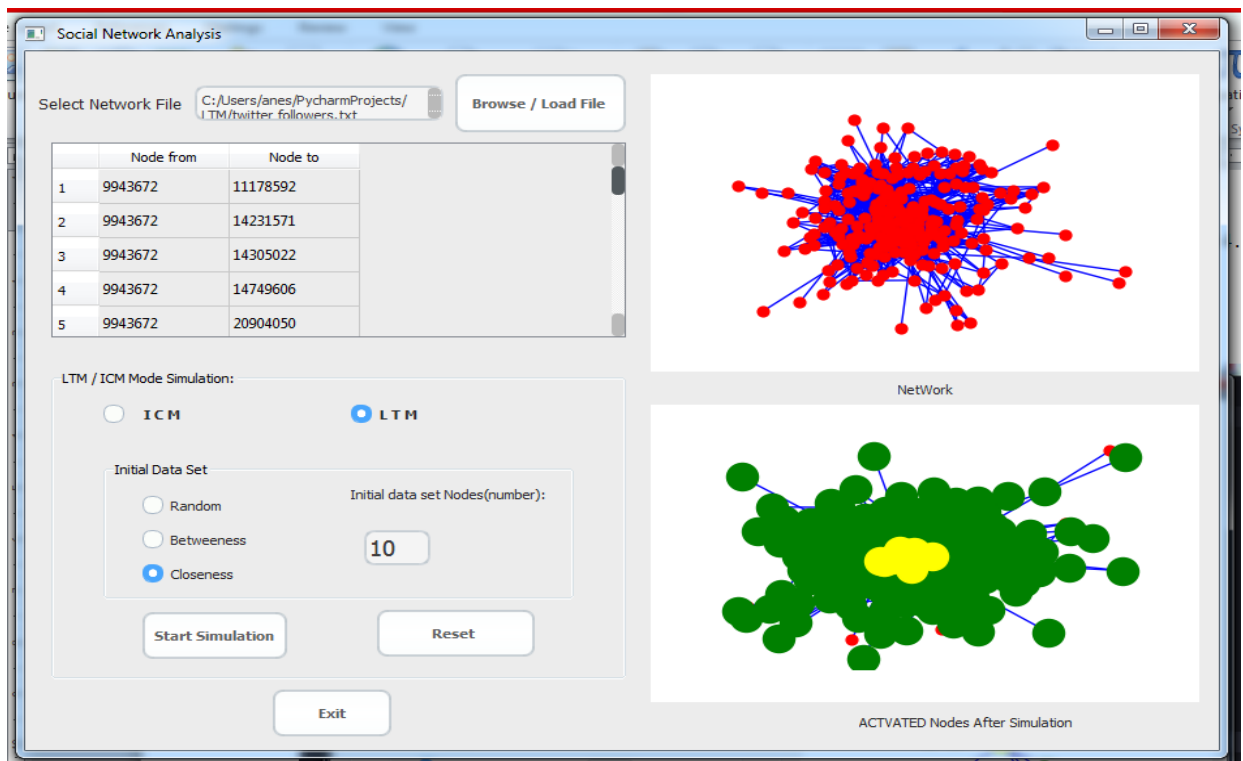 Social Network Analysis
Select Network File
C:/Users/anes/PycharmProjects/
LTM/twitter_followers.txt
Browse / Load File
Node from Node to
1 9943672 11178592
2 9943672 14231571
3 9943672 14305022
4 9943672 14749606
5 9943672 20904050
NetWork
LTM / ICM Mode Simulation:
I C M
L T M
Initial Data Set
Random
Betweeness
Closeness
Initial data set Nodes(number):
10
Start Simulation
Reset
Exit
ACTVATED Nodes After Simulation